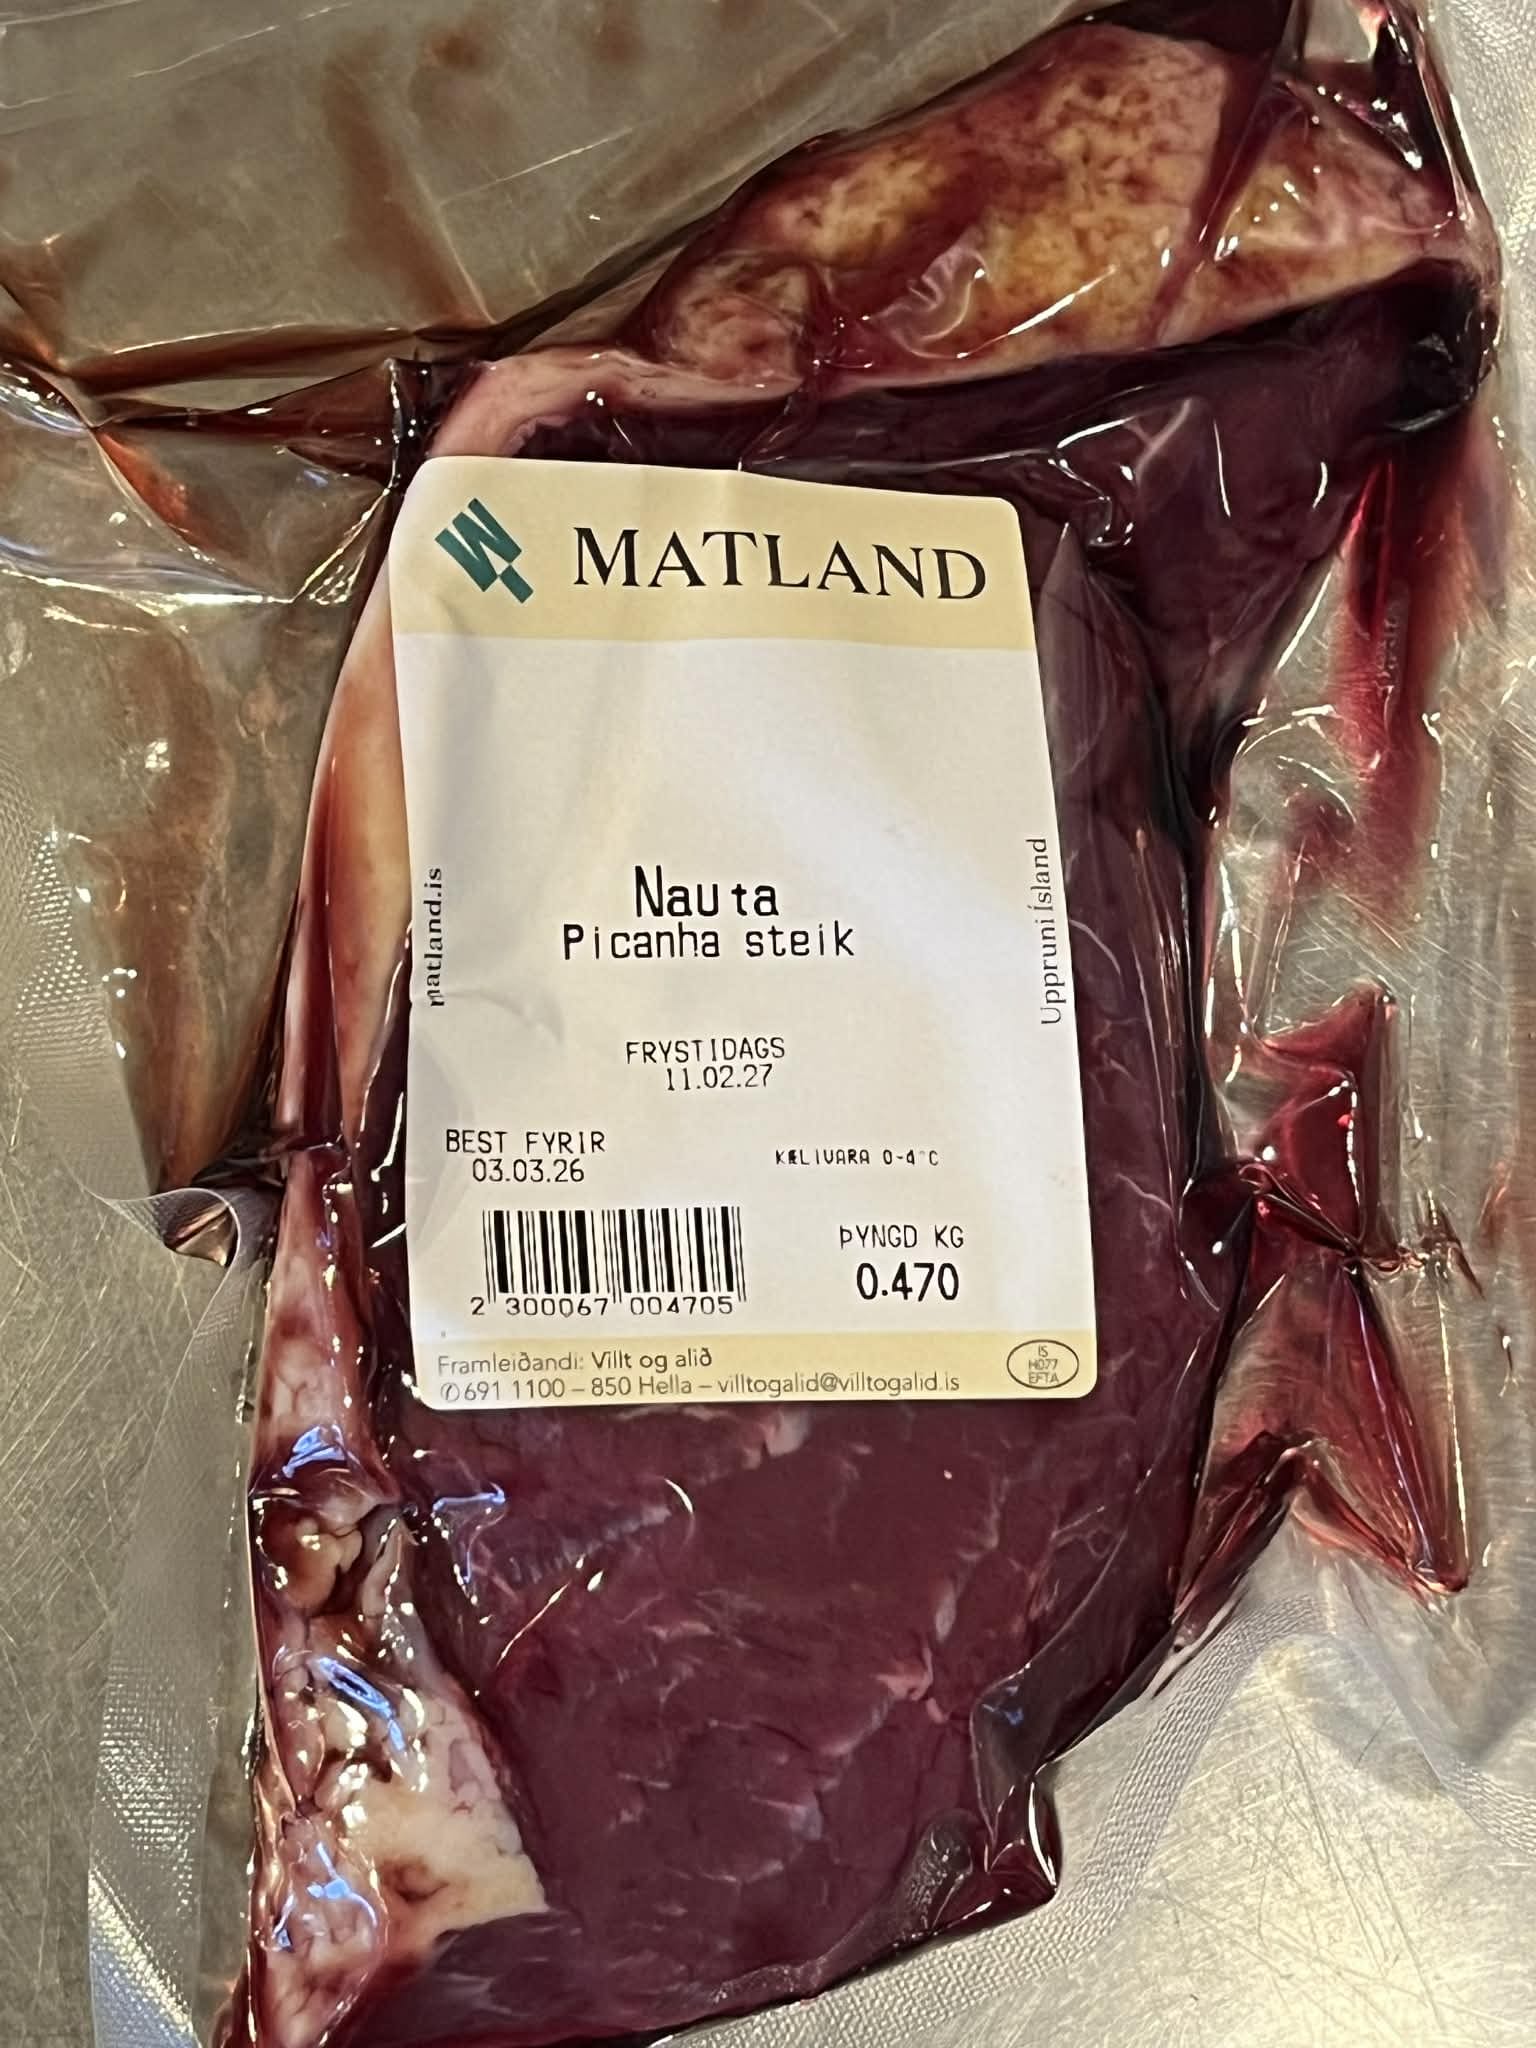 MATLAND
matland.is
Uppruni Ísland
Nauta
Picanha steik
FRYSTIDAGS
11.02.27
BEST FYRIR
03.03.26
KÆLIVARA 0-4°C
2 300067 004705
ÞYNGD KG
0.470
Framleiðandi: Villt og alið
✆691 1100 – 850 Hella – villtogalid@villtogalid.is
IS
H077
EFTA